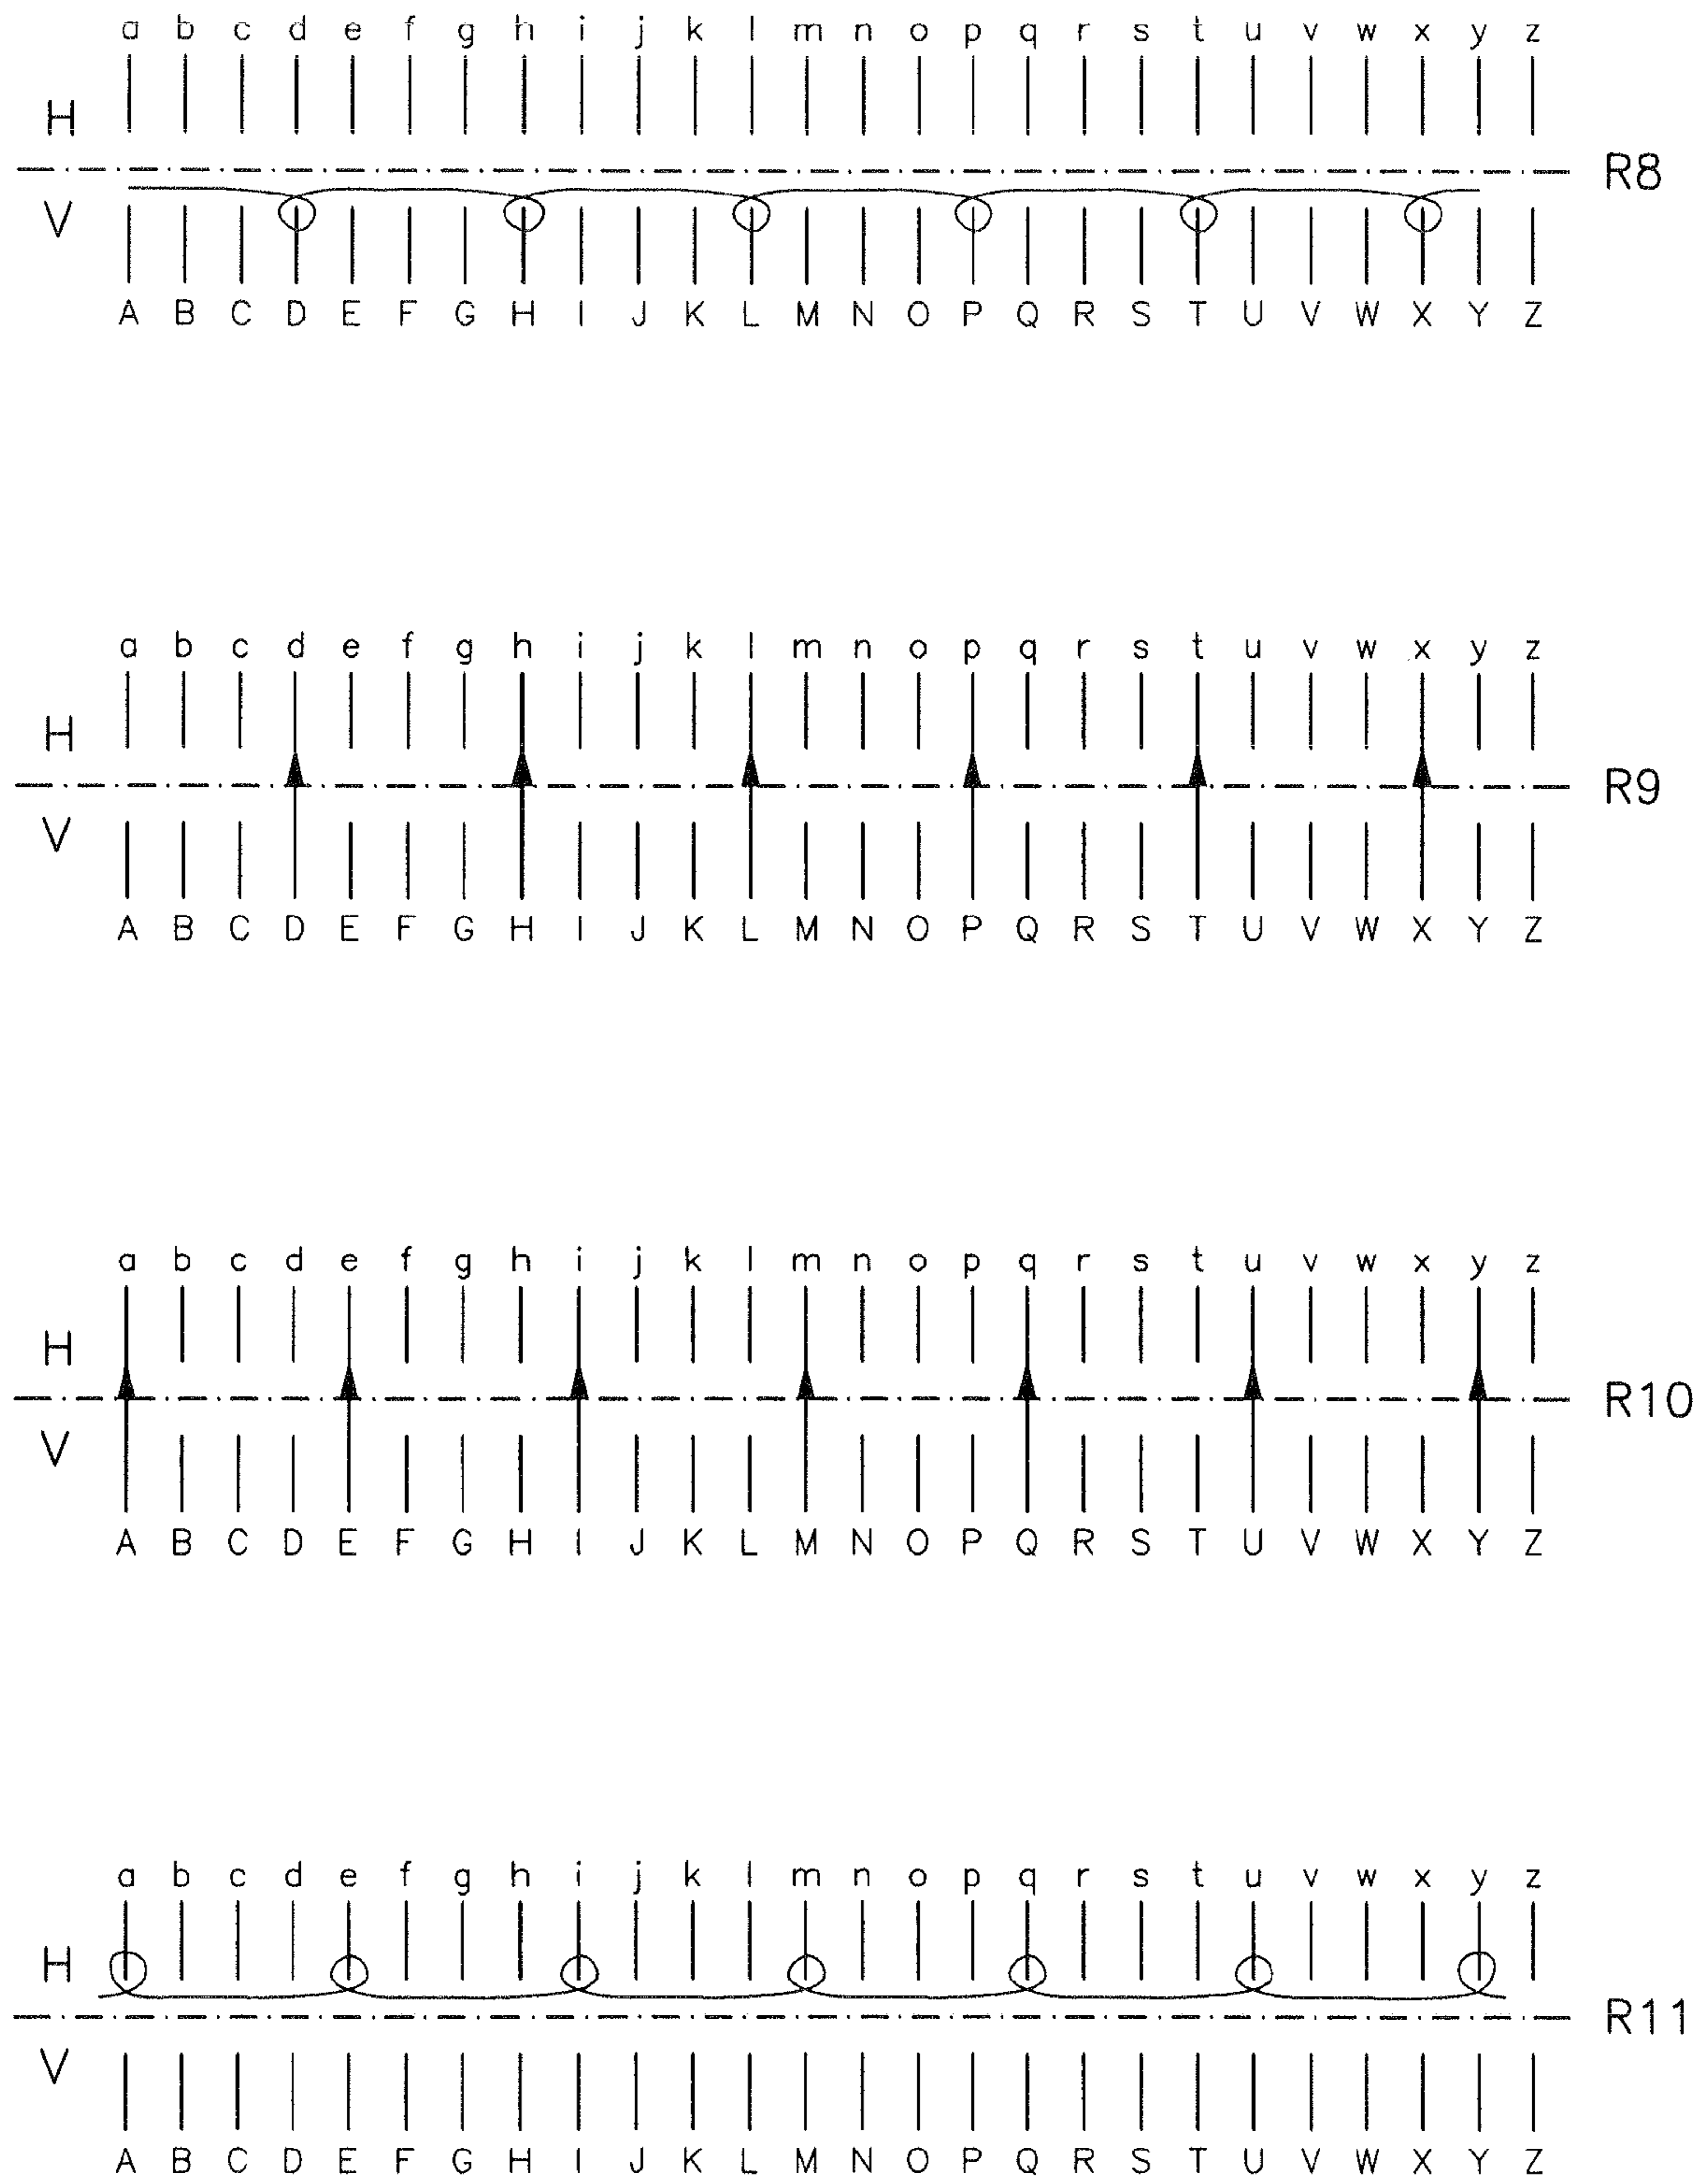 a b c d e f g h i j k l m n o p q r s t u v w x y z
H
R8
V
A B C D E F G H I J K L M N O P Q R S T U V W X Y Z
a b c d e f g h i j k l m n o p q r s t u v w x y z
H
R9
V
A B C D E F G H I J K L M N O P Q R S T U V W X Y Z
a b c d e f g h i j k l m n o p q r s t u v w x y z
H
R10
V
A B C D E F G H I J K L M N O P Q R S T U V W X Y Z
a b c d e f g h i j k l m n o p q r s t u v w x y z
H
R11
V
A B C D E F G H I J K L M N O P Q R S T U V W X Y Z